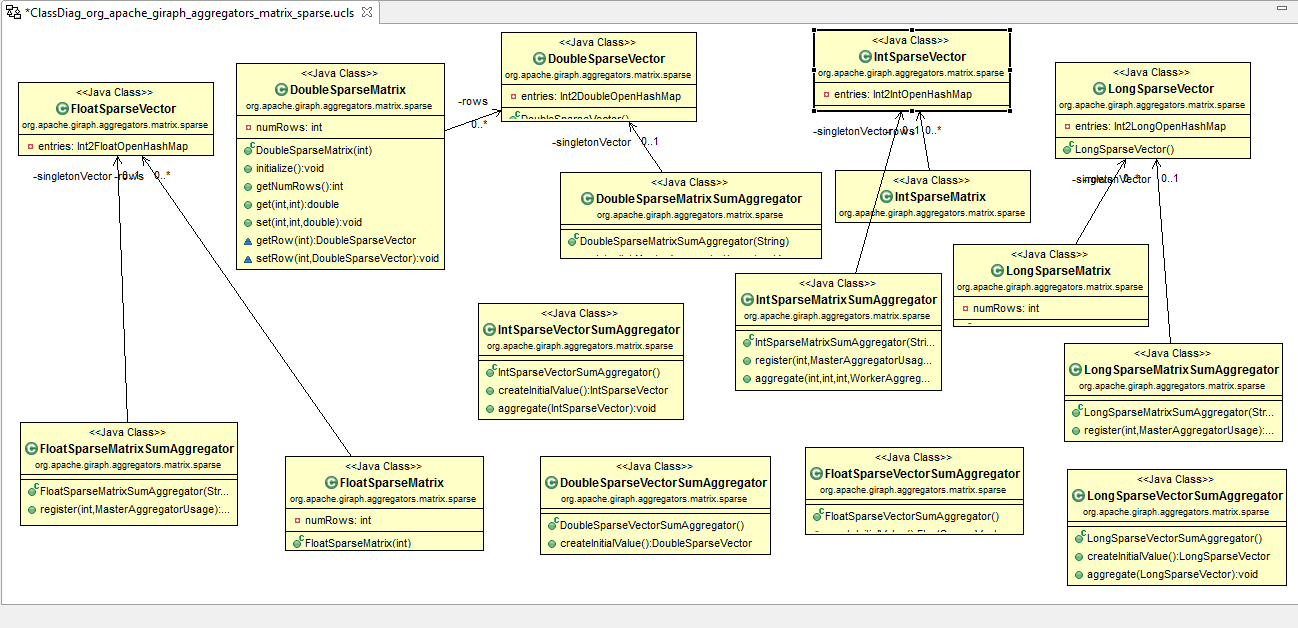 *ClassDiag_org_apache_giraph_aggregators_matrix_sparse.ucls
<<Java Class>>
FloatSparseVector
org.apache.giraph.aggregators.matrix.sparse
entries: Int2FloatOpenHashMap
-singletonVector
0..1
-rows
0..*
<<Java Class>>
DoubleSparseMatrix
org.apache.giraph.aggregators.matrix.sparse
numRows: int
DoubleSparseMatrix(int)
initialize():void
getNumRows():int
get(int,int):double
set(int,int,double):void
getRow(int):DoubleSparseVector
setRow(int,DoubleSparseVector):void
-rows
0..*
<<Java Class>>
DoubleSparseVector
org.apache.giraph.aggregators.matrix.sparse
entries: Int2DoubleOpenHashMap
DoubleSparseVector()
-singletonVector
0..1
<<Java Class>>
DoubleSparseMatrixSumAggregator
org.apache.giraph.aggregators.matrix.sparse
DoubleSparseMatrixSumAggregator(String)
<<Java Class>>
IntSparseVector
org.apache.giraph.aggregators.matrix.sparse
entries: Int2IntOpenHashMap
-singletonVector
0..1
-rows
0..*
<<Java Class>>
IntSparseMatrix
org.apache.giraph.aggregators.matrix.sparse
<<Java Class>>
LongSparseVector
org.apache.giraph.aggregators.matrix.sparse
entries: Int2LongOpenHashMap
LongSparseVector()
-singletonVector
0..1
-rows
0..*
<<Java Class>>
LongSparseMatrix
org.apache.giraph.aggregators.matrix.sparse
numRows: int
<<Java Class>>
IntSparseMatrixSumAggregator
org.apache.giraph.aggregators.matrix.sparse
IntSparseMatrixSumAggregator(Stri...
register(int,MasterAggregatorUsag...
aggregate(int,int,int,WorkerAggreg...
<<Java Class>>
IntSparseVectorSumAggregator
org.apache.giraph.aggregators.matrix.sparse
IntSparseVectorSumAggregator()
createInitialValue():IntSparseVector
aggregate(IntSparseVector):void
<<Java Class>>
LongSparseMatrixSumAggregator
org.apache.giraph.aggregators.matrix.sparse
LongSparseMatrixSumAggregator(Str...
register(int,MasterAggregatorUsage):...
<<Java Class>>
FloatSparseMatrixSumAggregator
org.apache.giraph.aggregators.matrix.sparse
FloatSparseMatrixSumAggregator(Str...
register(int,MasterAggregatorUsage):...
<<Java Class>>
FloatSparseMatrix
org.apache.giraph.aggregators.matrix.sparse
numRows: int
FloatSparseMatrix(int)
<<Java Class>>
DoubleSparseVectorSumAggregator
org.apache.giraph.aggregators.matrix.sparse
DoubleSparseVectorSumAggregator()
createInitialValue():DoubleSparseVector
<<Java Class>>
FloatSparseVectorSumAggregator
org.apache.giraph.aggregators.matrix.sparse
FloatSparseVectorSumAggregator()
<<Java Class>>
LongSparseVectorSumAggregator
org.apache.giraph.aggregators.matrix.sparse
LongSparseVectorSumAggregator()
createInitialValue():LongSparseVector
aggregate(LongSparseVector):void